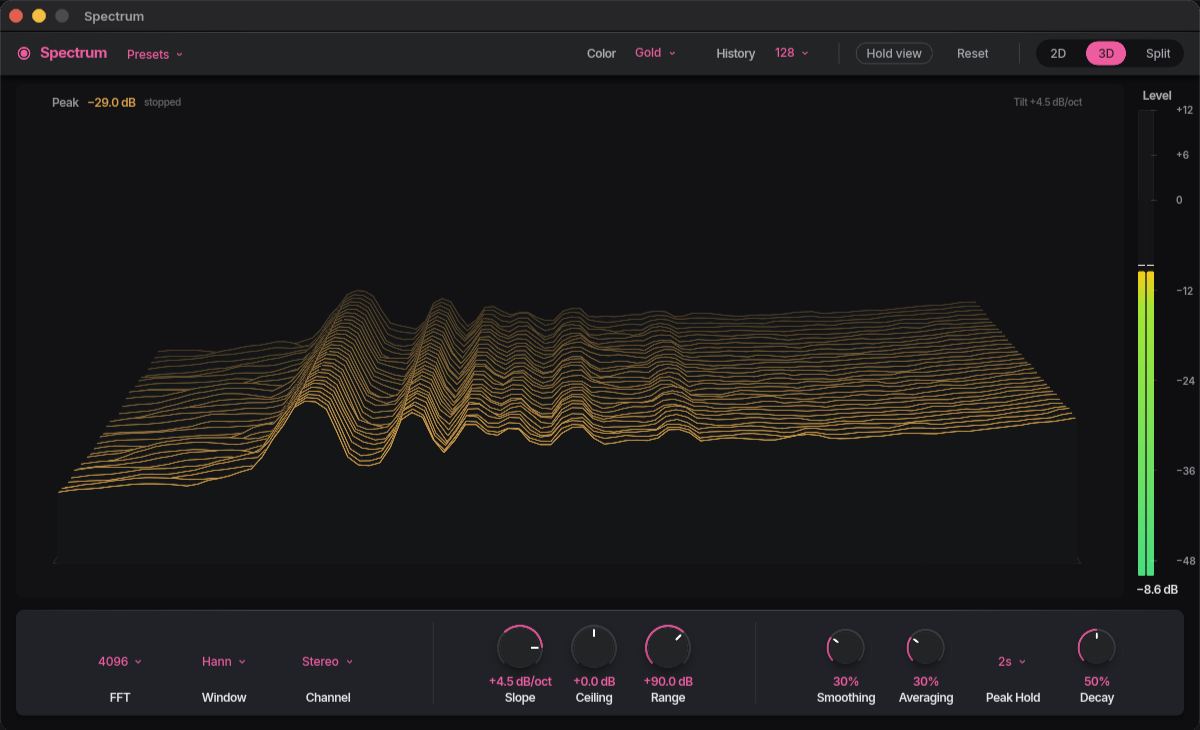 Spectrum
Spectrum Presets Color Gold History 128 Hold view Reset 2D 3D Split
Peak −29.0 dB stopped Tilt +4.5 dB/oct
Level
+12
+6
0
−12
−24
−36
−48
−8.6 dB
4096 Hann Stereo +4.5 dB/oct +0.0 dB +90.0 dB 30% 30% 2s 50%
FFT Window Channel Slope Ceiling Range Smoothing Averaging Peak Hold Decay